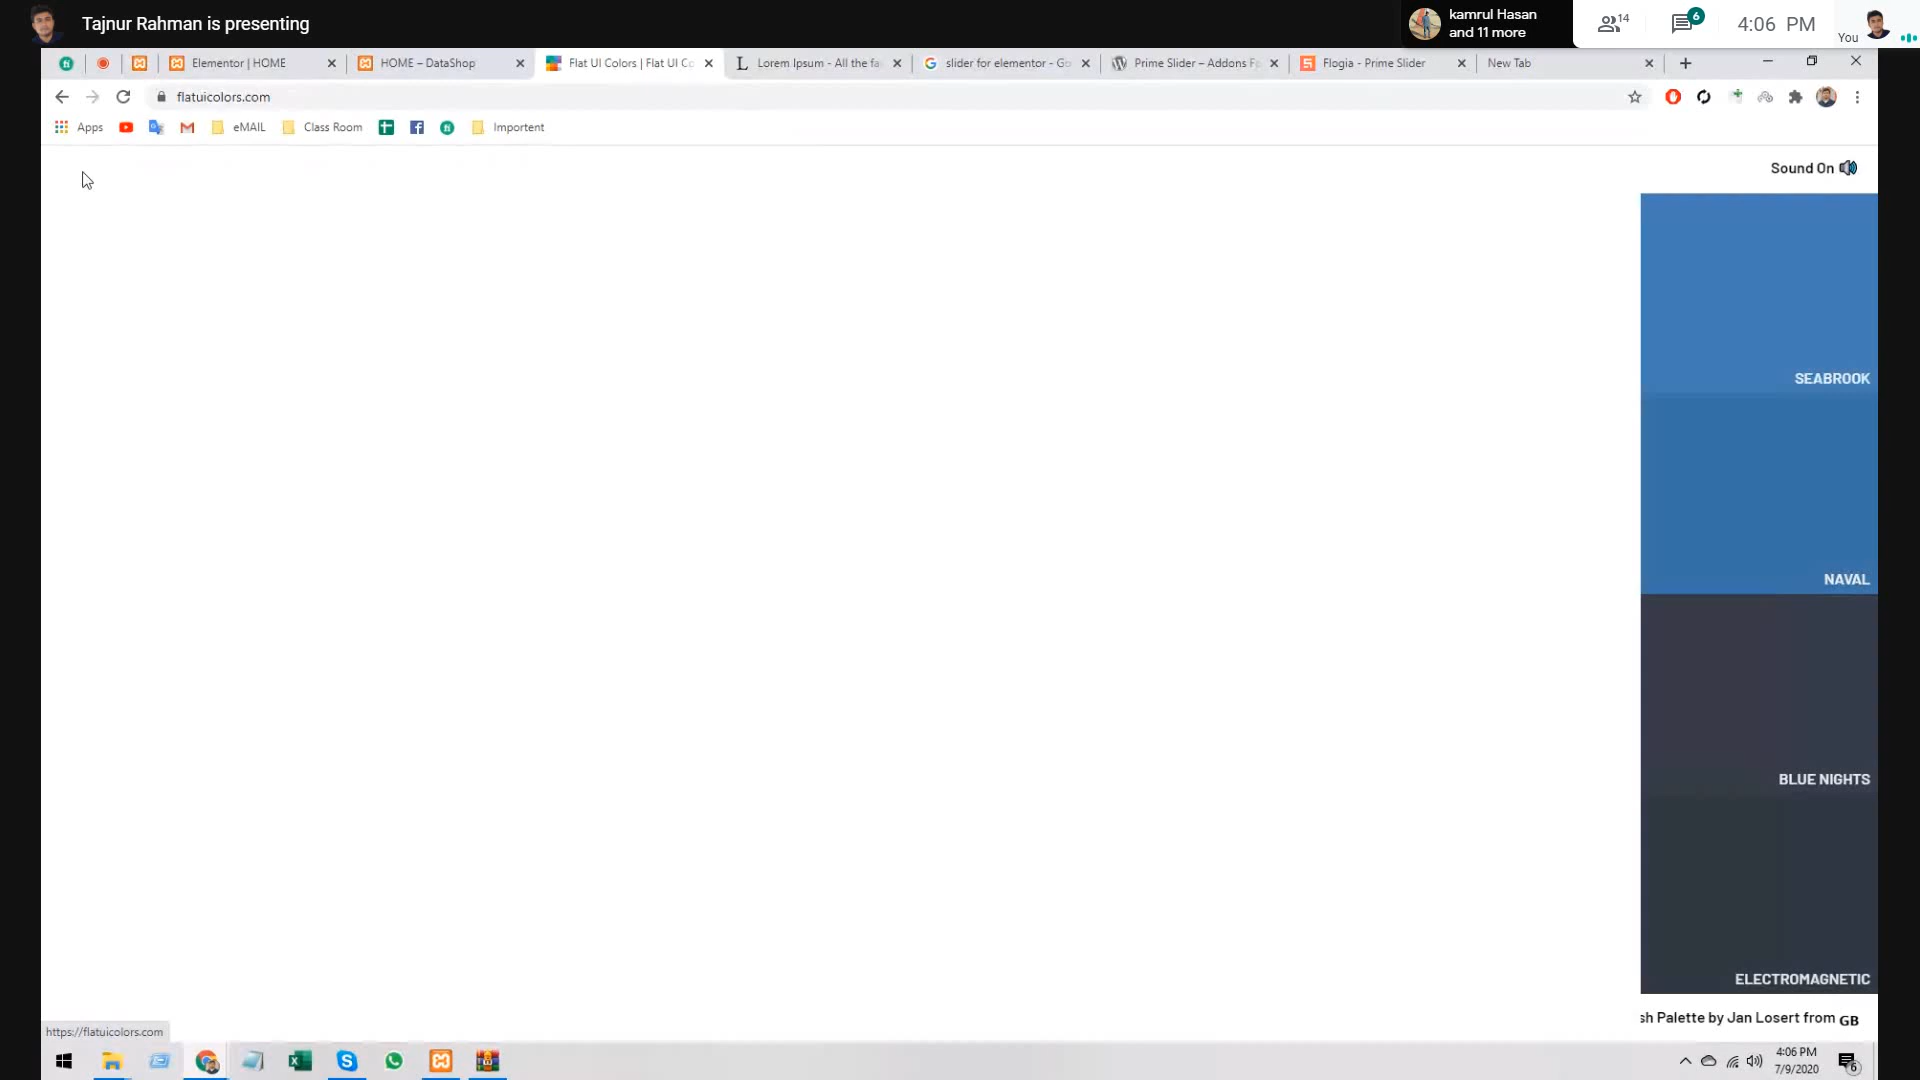 Tajnur Rahman is presenting
kamrul Hasan
and 11 more
14
6
4:06 PM
You
Elementor | HOME
HOME – DataShop
Flat UI Colors | Flat UI Co
Lorem Ipsum - All the fa
slider for elementor - Go
Prime Slider – Addons Fo
Flogia - Prime Slider
New Tab
flatuicolors.com
Apps
eMAIL
Class Room
Importent
Sound On
SEABROOK
NAVAL
BLUE NIGHTS
ELECTROMAGNETIC
sh Palette by Jan Losert from GB
https://flatuicolors.com
4:06 PM
7/9/2020
6